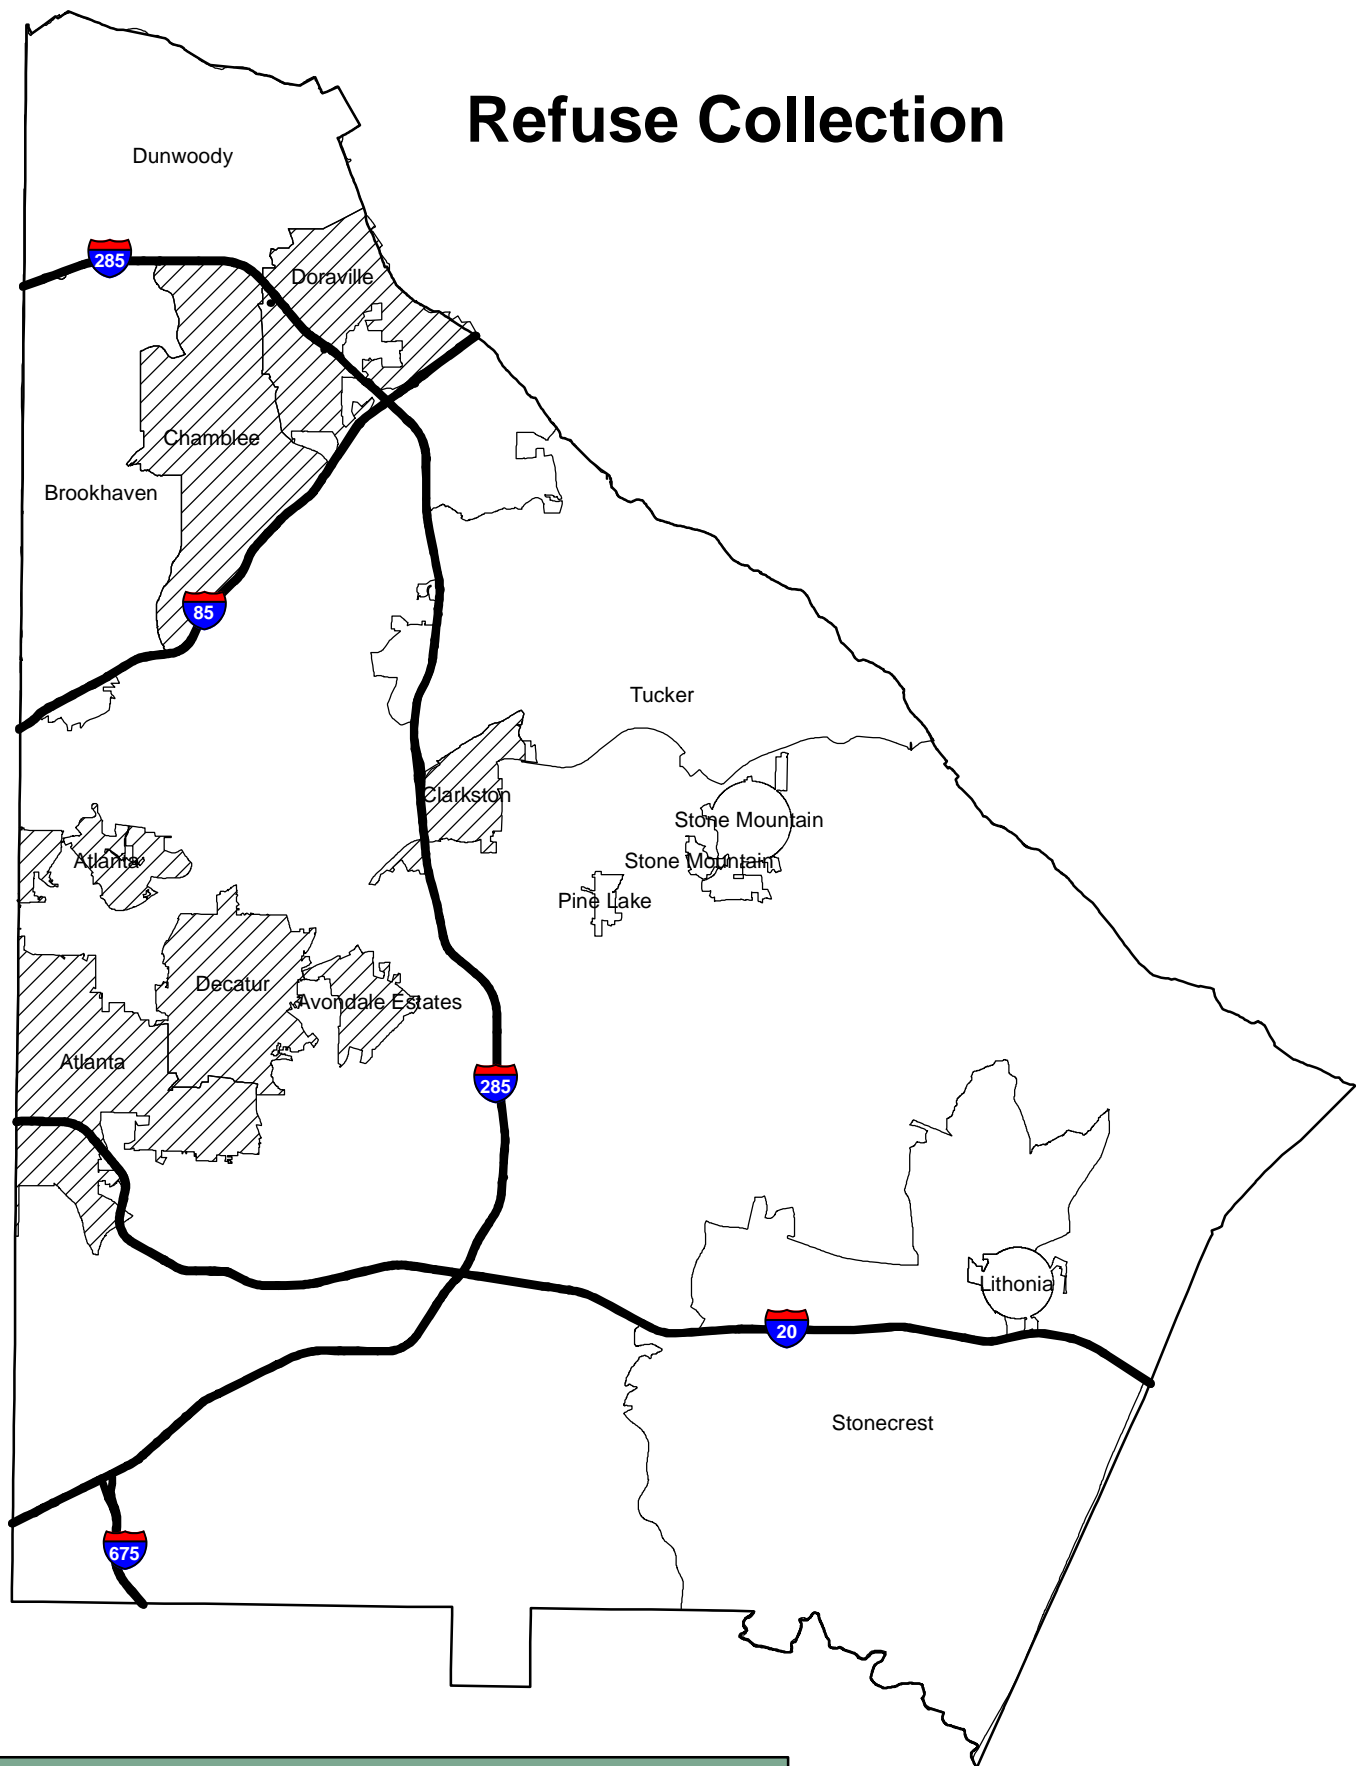 Refuse Collection
Dunwoody
285
Doraville
Chamblee
Brookhaven
85
Tucker
Clarkston
Stone Mountain
Atlanta
Stone Mountain
Pine Lake
Decatur
Avondale Estates
Atlanta
285
Lithonia
20
Stonecrest
675